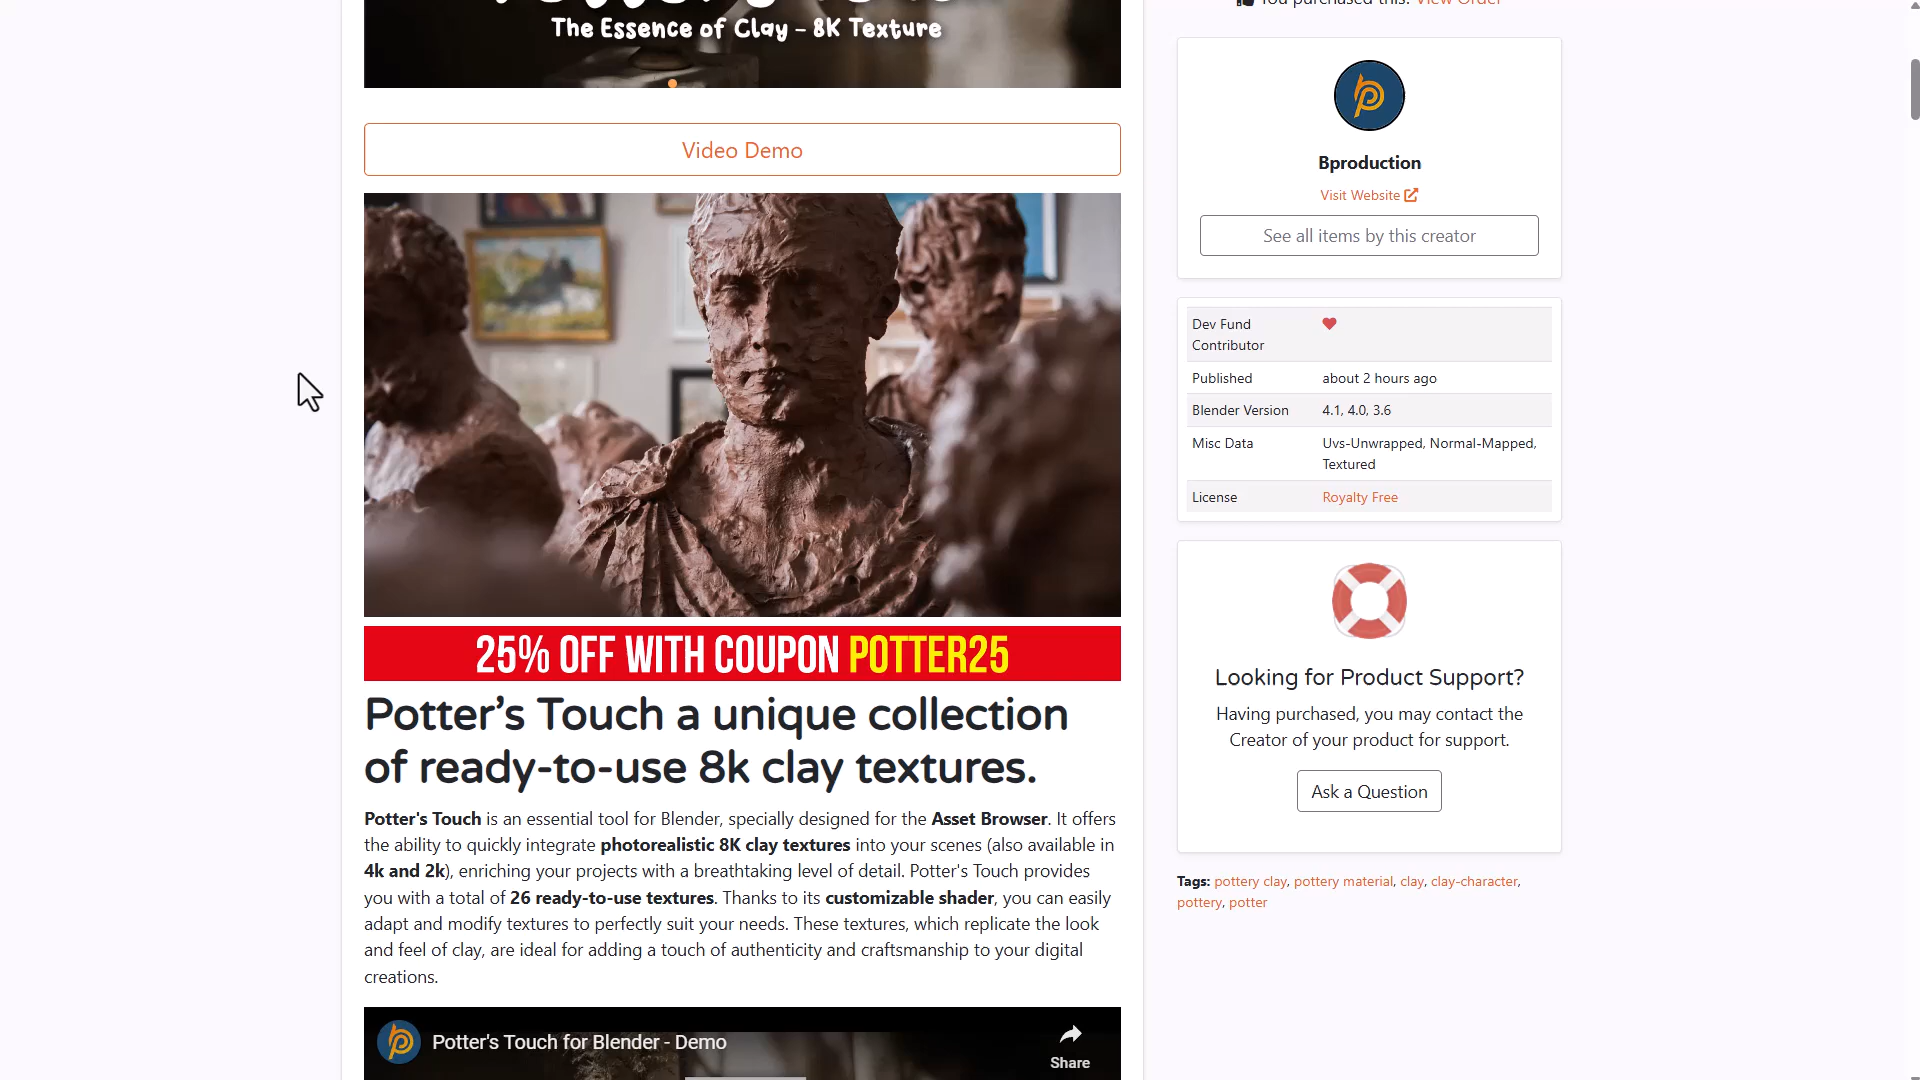 The Essence of Clay – 8K Texture
Video Demo
25% OFF WITH COUPON POTTER25
Potter’s Touch a unique collection
of ready-to-use 8k clay textures.
Potter's Touch is an essential tool for Blender, specially designed for the Asset Browser. It offers
the ability to quickly integrate photorealistic 8K clay textures into your scenes (also available in
4k and 2k), enriching your projects with a breathtaking level of detail. Potter's Touch provides
you with a total of 26 ready-to-use textures. Thanks to its customizable shader, you can easily
adapt and modify textures to perfectly suit your needs. These textures, which replicate the look
and feel of clay, are ideal for adding a touch of authenticity and craftsmanship to your digital
creations.
Potter's Touch for Blender - Demo
Share
You purchased this! View Order
Bproduction
Visit Website
See all items by this creator
Dev Fund
Contributor
Published about 2 hours ago
Blender Version 4.1, 4.0, 3.6
Misc Data Uvs-Unwrapped, Normal-Mapped,
Textured
License Royalty Free
Looking for Product Support?
Having purchased, you may contact the
Creator of your product for support.
Ask a Question
Tags: pottery clay, pottery material, clay, clay-character,
pottery, potter